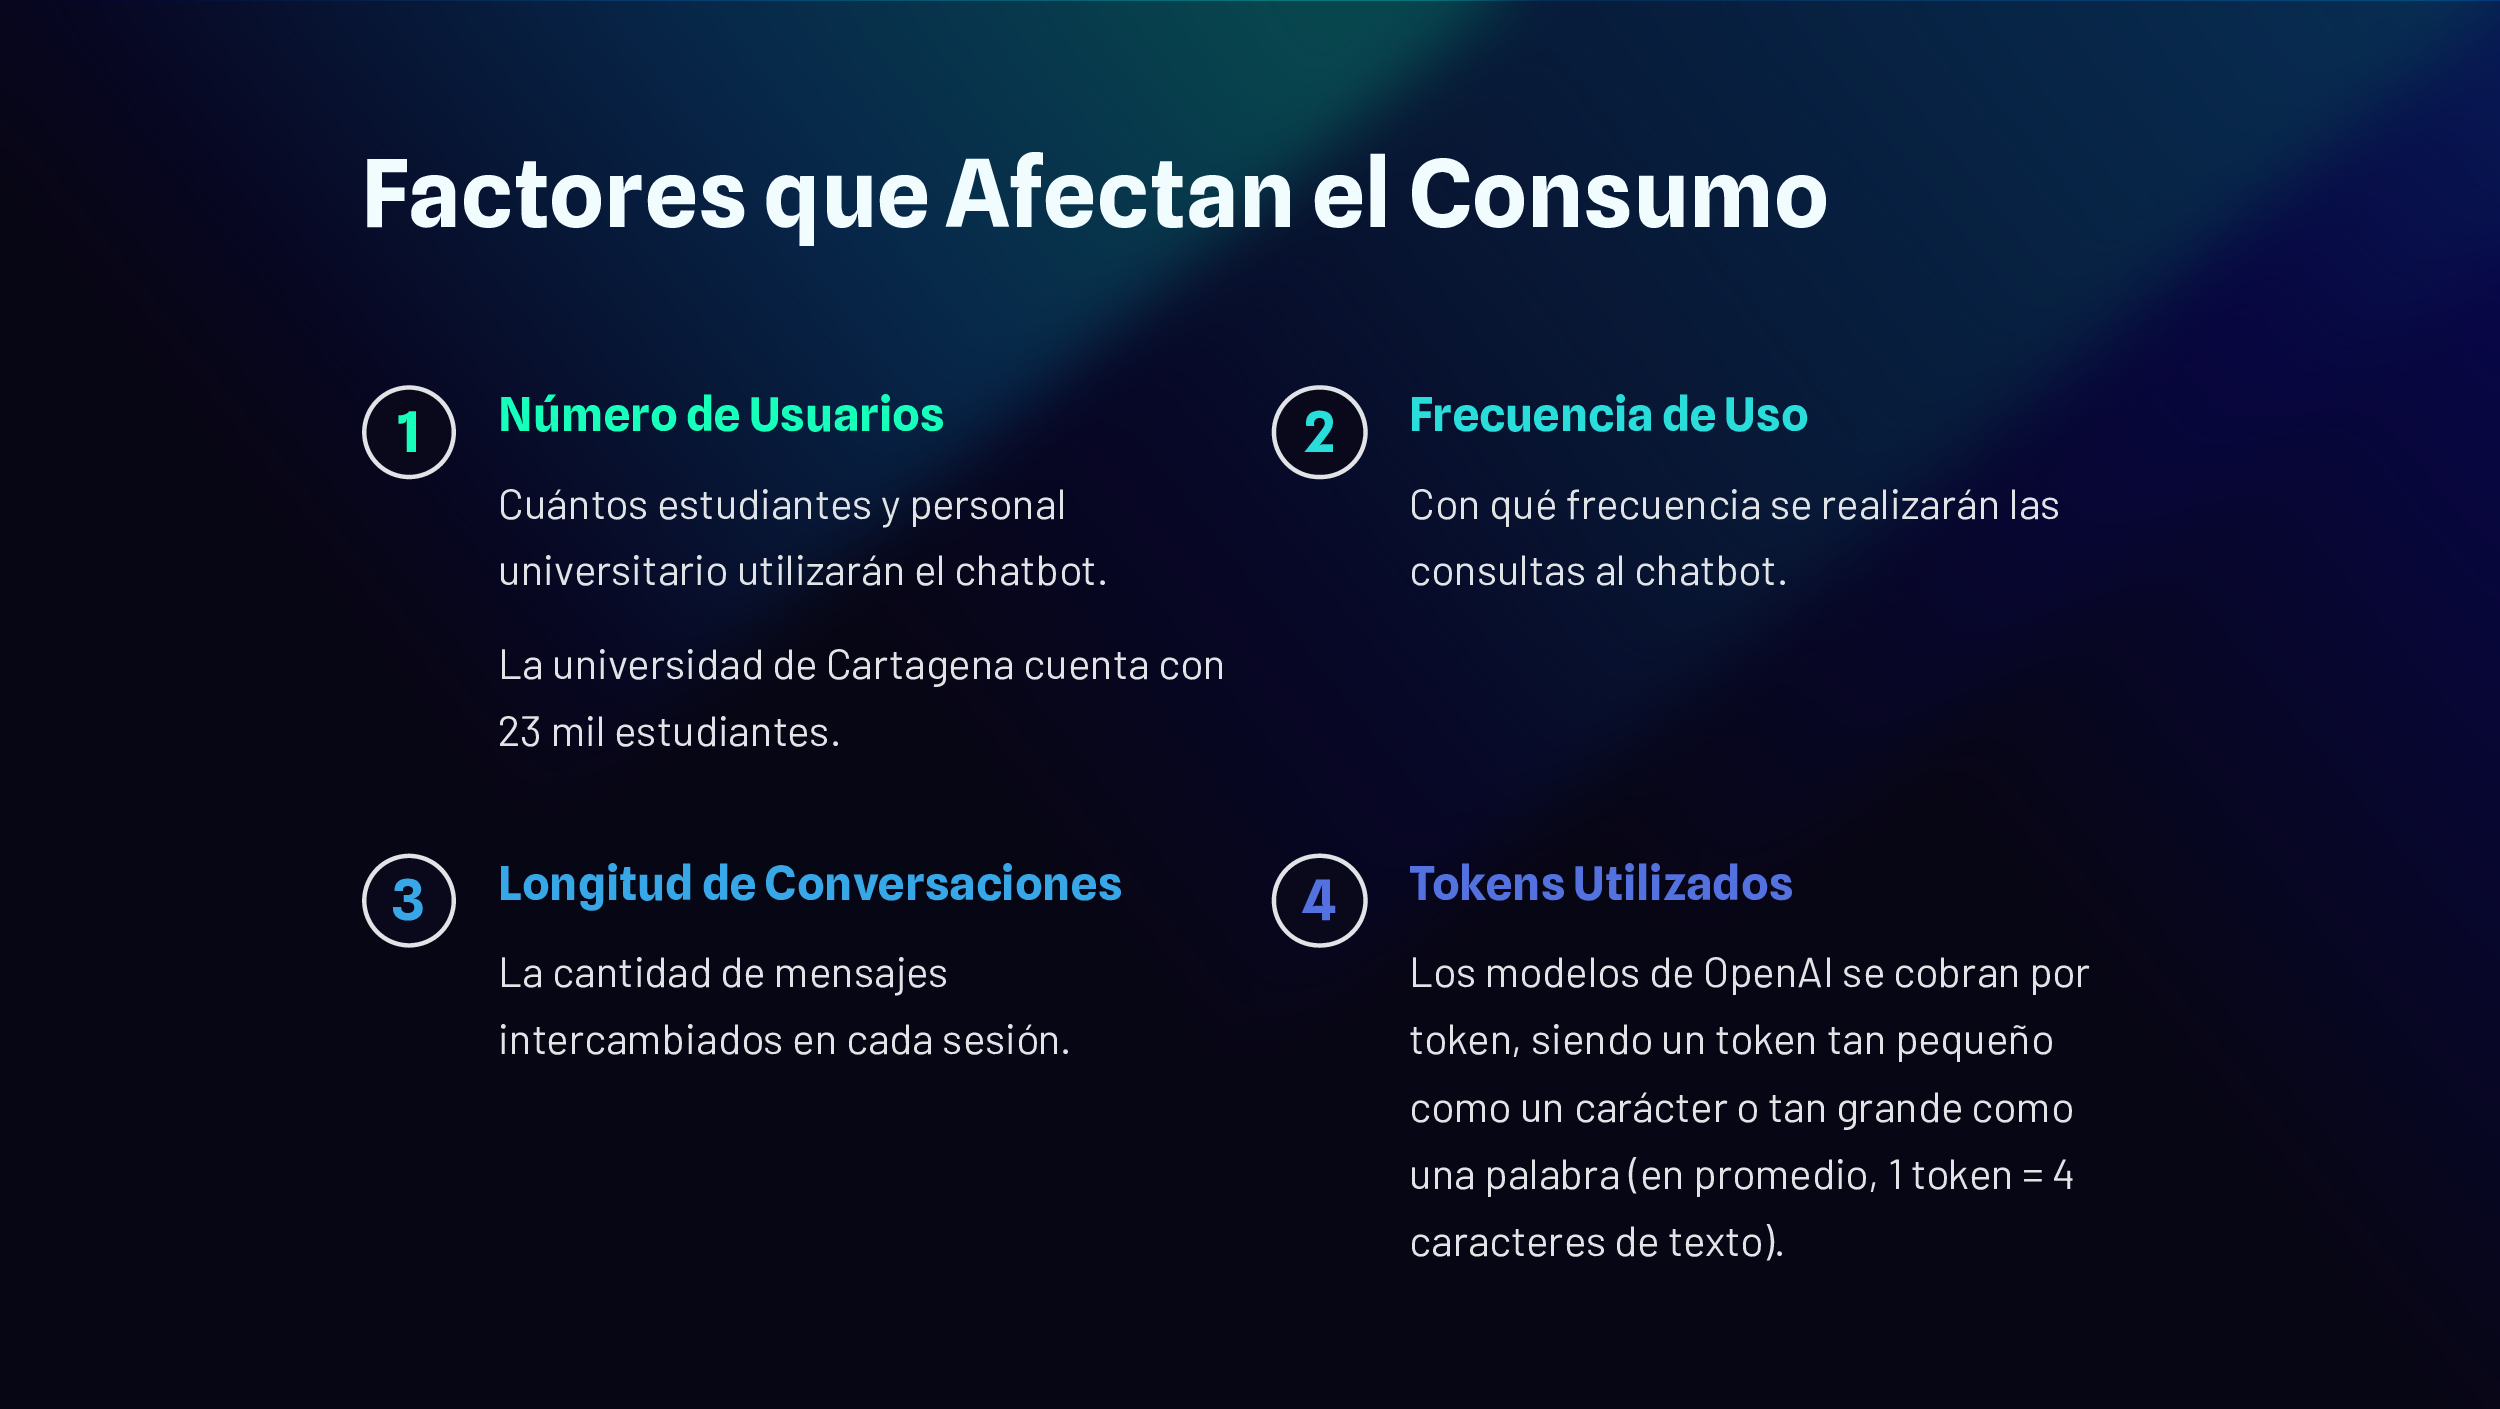 Factores que Afectan el Consumo
1
Número de Usuarios
Cuántos estudiantes y personal
universitario utilizarán el chatbot.
La universidad de Cartagena cuenta con
23 mil estudiantes.
2
Frecuencia de Uso
Con qué frecuencia se realizarán las
consultas al chatbot.
3
Longitud de Conversaciones
La cantidad de mensajes
intercambiados en cada sesión.
4
Tokens Utilizados
Los modelos de OpenAI se cobran por
token, siendo un token tan pequeño
como un carácter o tan grande como
una palabra (en promedio, 1 token = 4
caracteres de texto).